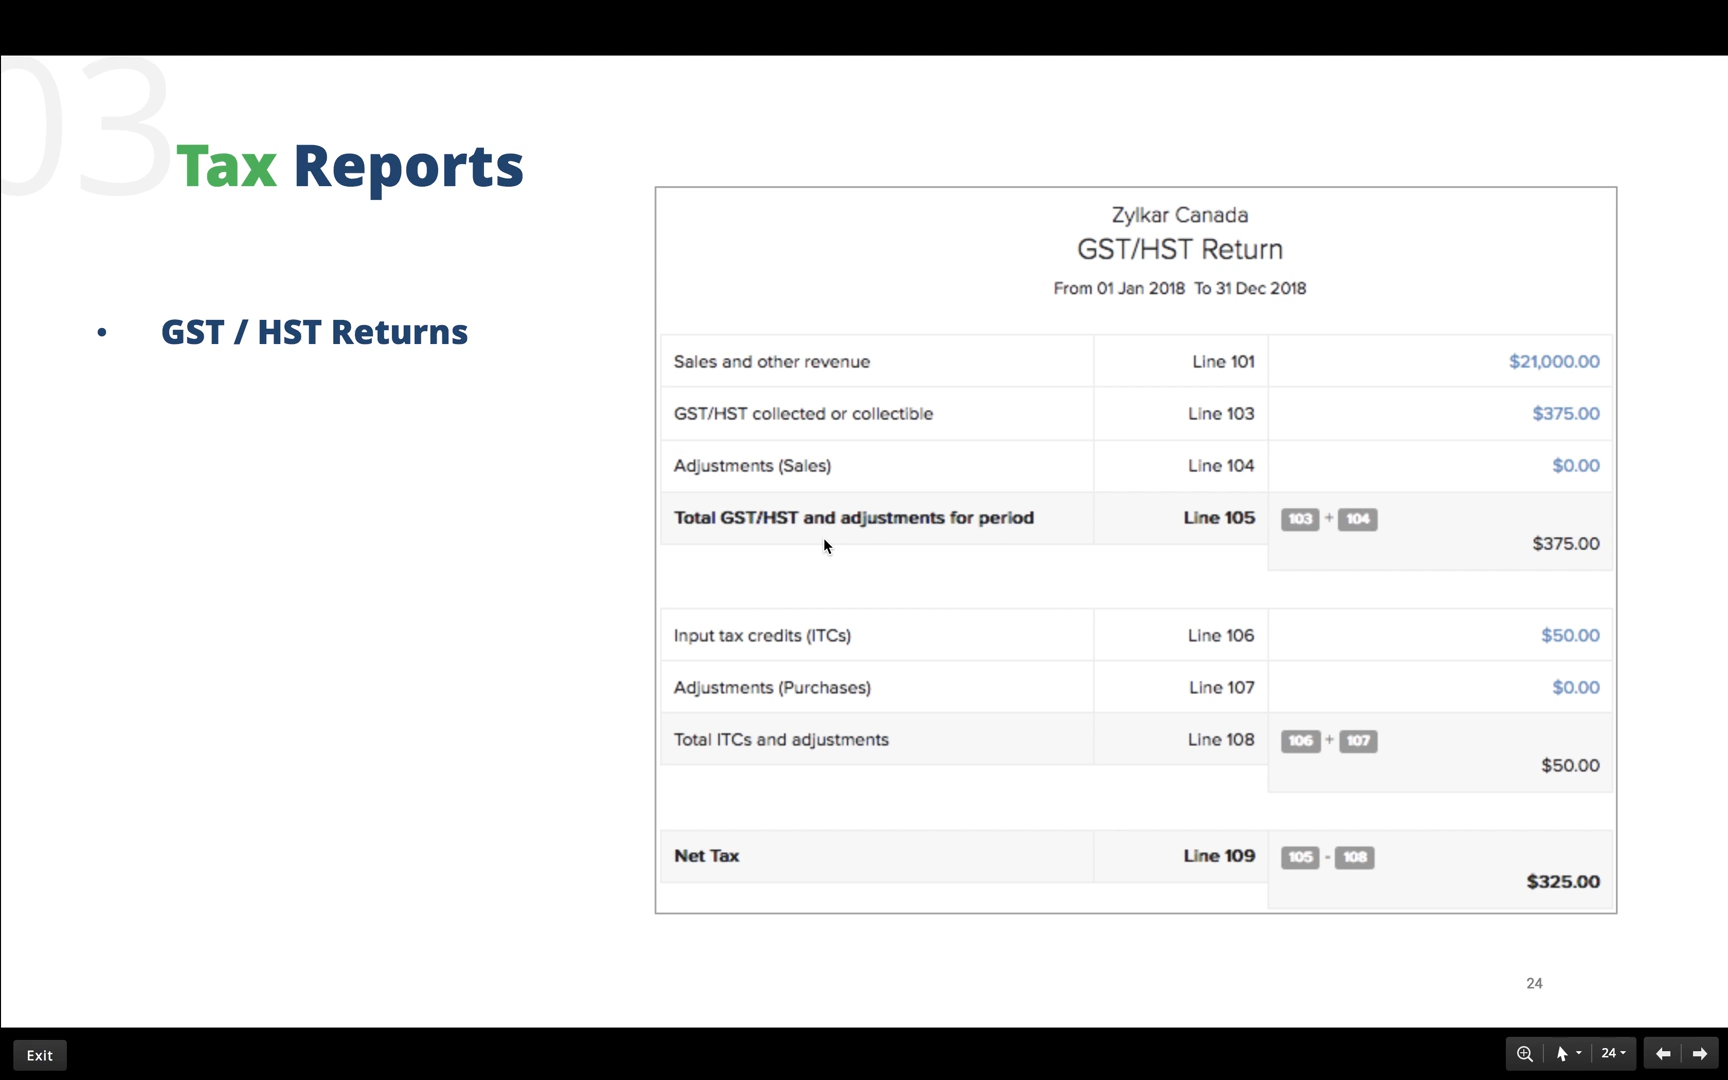 03
Tax Reports
• GST / HST Returns
Zylkar Canada
GST/HST Return
From 01 Jan 2018 To 31 Dec 2018
Sales and other revenue Line 101 $21,000.00
GST/HST collected or collectible Line 103 $375.00
Adjustments (Sales) Line 104 $0.00
Total GST/HST and adjustments for period Line 105 103 + 104
$375.00
Input tax credits (ITCs) Line 106 $50.00
Adjustments (Purchases) Line 107 $0.00
Total ITCs and adjustments Line 108 106 + 107
$50.00
Net Tax Line 109 105 - 108
$325.00
24
Exit 24